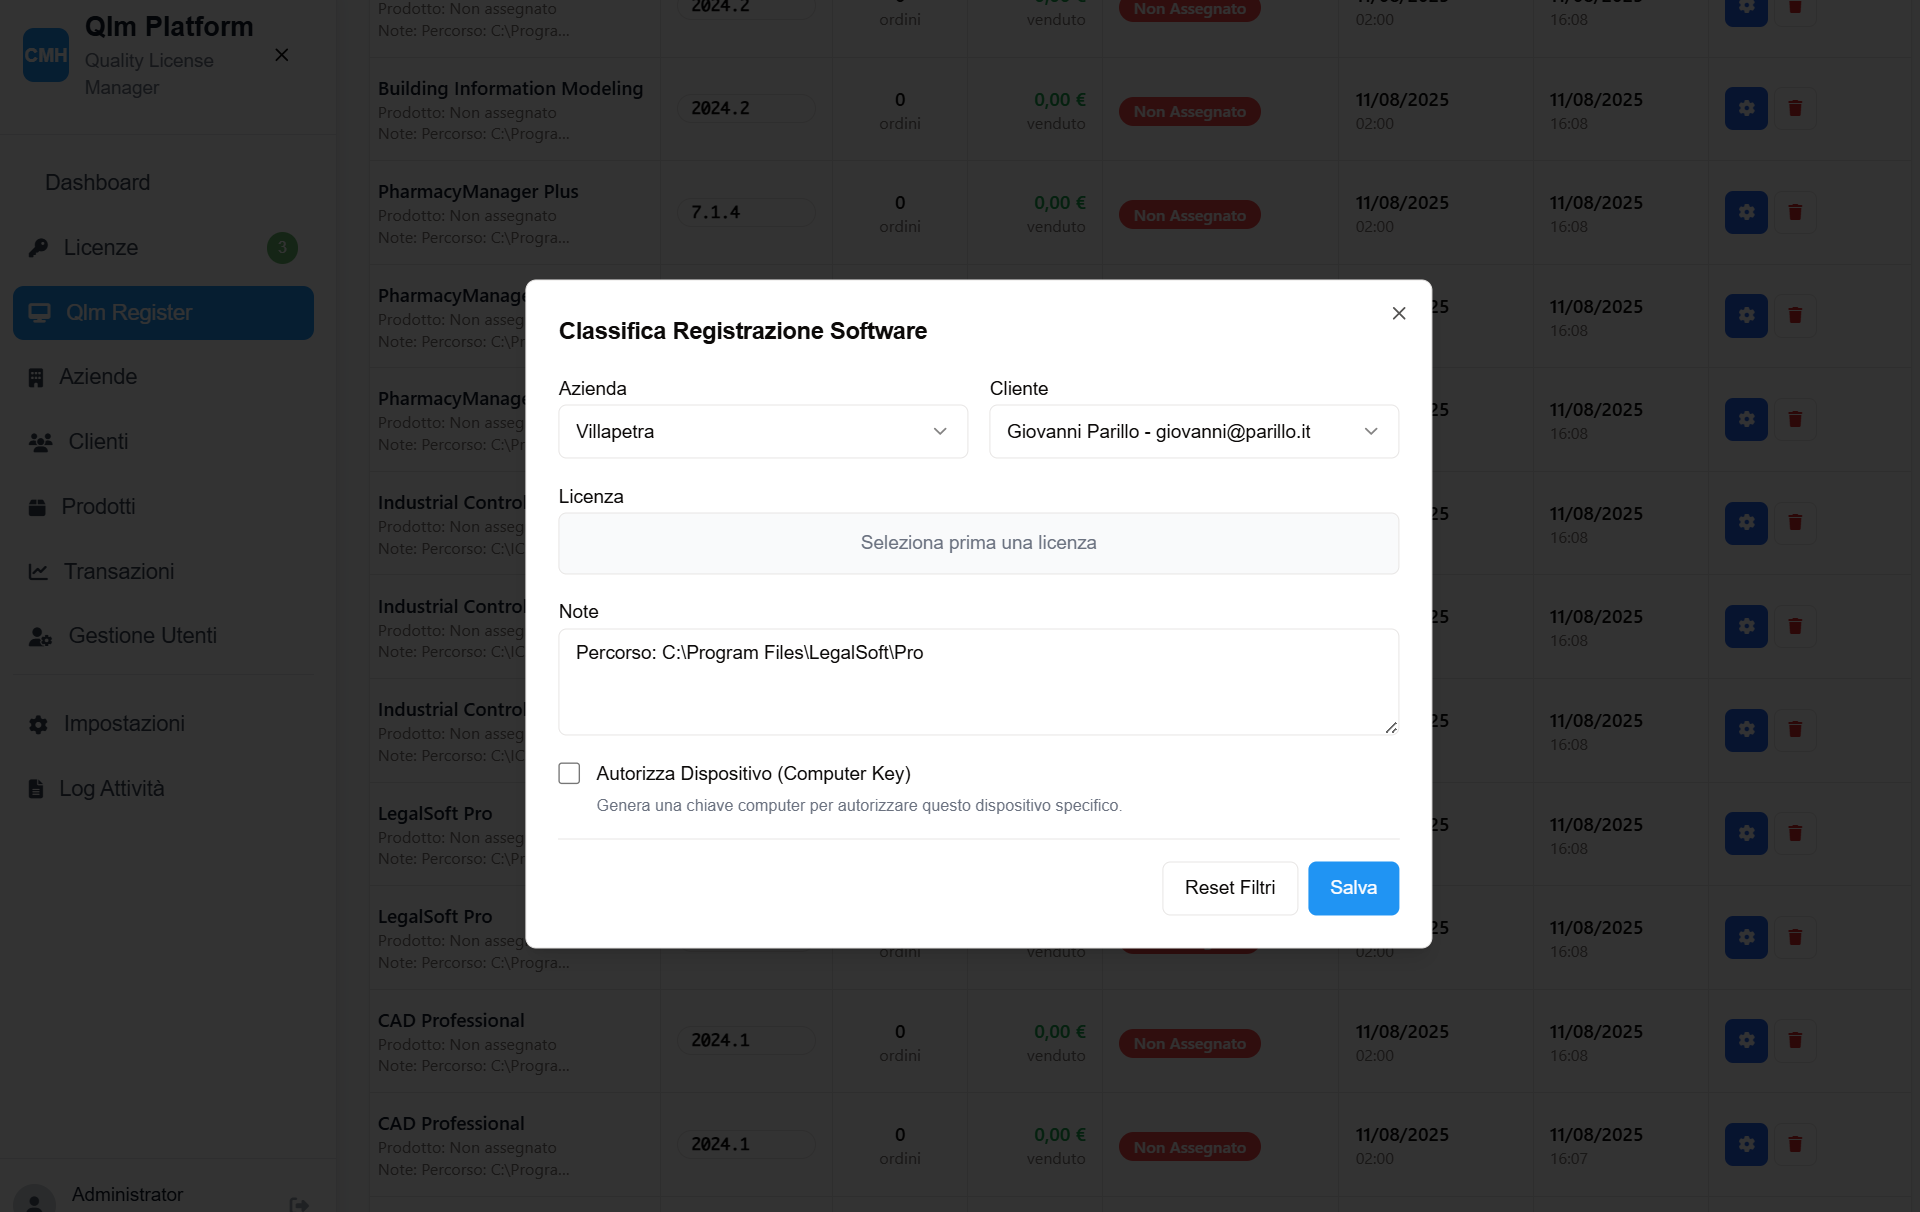 CMH
Qlm Platform
Quality License
Manager
Dashboard
Licenze
3
Qlm Register
Aziende
Clienti
Prodotti
Transazioni
Gestione Utenti
Impostazioni
Log Attività
Administrator
Prodotto: Non assegnato
Note: Percorso: C:\Progra...
2024.2
ordini
0,00 €
venduto
Non Assegnato
02:00
16:08
Building Information Modeling
Prodotto: Non assegnato
Note: Percorso: C:\Progra...
2024.2
0
ordini
0,00 €
venduto
Non Assegnato
11/08/2025
02:00
11/08/2025
16:08
PharmacyManager Plus
Prodotto: Non assegnato
Note: Percorso: C:\Progra...
7.1.4
0
ordini
0,00 €
venduto
Non Assegnato
11/08/2025
02:00
11/08/2025
16:08
PharmacyManage
Prodotto: Non asseg
Note: Percorso: C:\Pr
25
11/08/2025
16:08
PharmacyManage
Prodotto: Non asseg
Note: Percorso: C:\Pr
25
11/08/2025
16:08
Industrial Control
Prodotto: Non asseg
Note: Percorso: C:\IC
25
11/08/2025
16:08
Industrial Control
Prodotto: Non asseg
Note: Percorso: C:\IC
25
11/08/2025
16:08
Industrial Control
Prodotto: Non asseg
Note: Percorso: C:\IC
25
11/08/2025
16:08
LegalSoft Pro
Prodotto: Non asseg
Note: Percorso: C:\Pr
25
11/08/2025
16:08
LegalSoft Pro
Prodotto: Non asseg
Note: Percorso: C:\Progra...
ordini
venduto
25
02:00
11/08/2025
16:08
CAD Professional
Prodotto: Non assegnato
Note: Percorso: C:\Progra...
2024.1
0
ordini
0,00 €
venduto
Non Assegnato
11/08/2025
02:00
11/08/2025
16:08
CAD Professional
Prodotto: Non assegnato
Note: Percorso: C:\Progra...
2024.1
0
ordini
0,00 €
venduto
Non Assegnato
11/08/2025
02:00
11/08/2025
16:07
Classifica Registrazione Software
Azienda
Villapetra
Cliente
Giovanni Parillo - giovanni@parillo.it
Licenza
Seleziona prima una licenza
Note
Percorso: C:\Program Files\LegalSoft\Pro
Autorizza Dispositivo (Computer Key)
Genera una chiave computer per autorizzare questo dispositivo specifico.
Reset Filtri
Salva